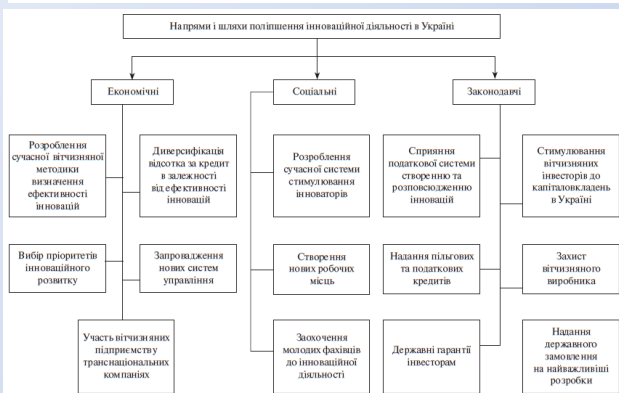 Напрями і шляхи поліпшення інноваційної діяльності в Україні
Економічні
Соціальні
Законодавчі
Розроблення
сучасної вітчизняної
методики
визначення
ефективності
інновацій
Диверсифікація
відсотка за кредит
в залежності
від ефективності
інновацій
Розроблення
сучасної системи
стимулювання
інноваторів
Сприяння
податкової системи
створенню та
розповсюдженню
інновацій
Стимулювання
вітчизняних
інвесторів до
капіталовкладень
в Україні
Вибір пріоритетів
інноваційного
розвитку
Запровадження
нових систем
управління
Створення
нових робочих
місць
Надання пільгових
та податкових
кредитів
Захист
вітчизняного
виробника
Участь вітчизняних
підприємству
транснаціональних
компаніях
Заохочення
молодих фахівців
до інноваційної
діяльності
Державні гарантії
інвесторам
Надання
державного
замовлення
на найважливіші
розробки